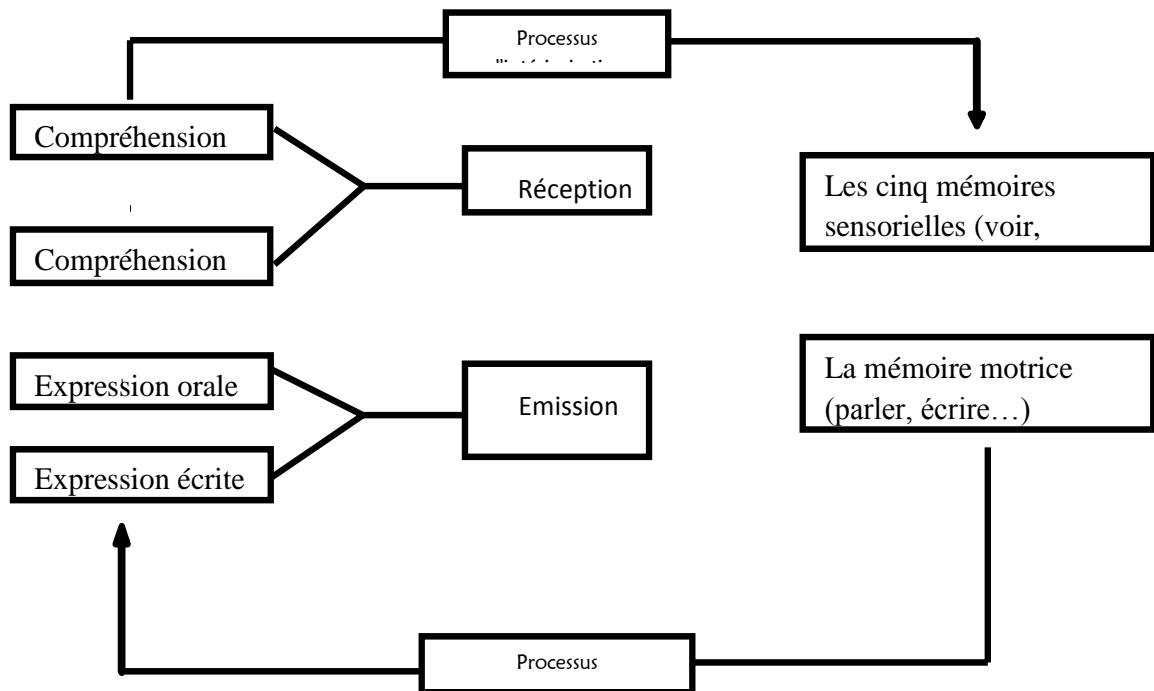 Processus
Compréhension
Réception
Compréhension
Les cinq mémoires
sensorielles (voir,
Expression orale
Emission
Expression écrite
La mémoire motrice
(parler, écrire…)
Processus